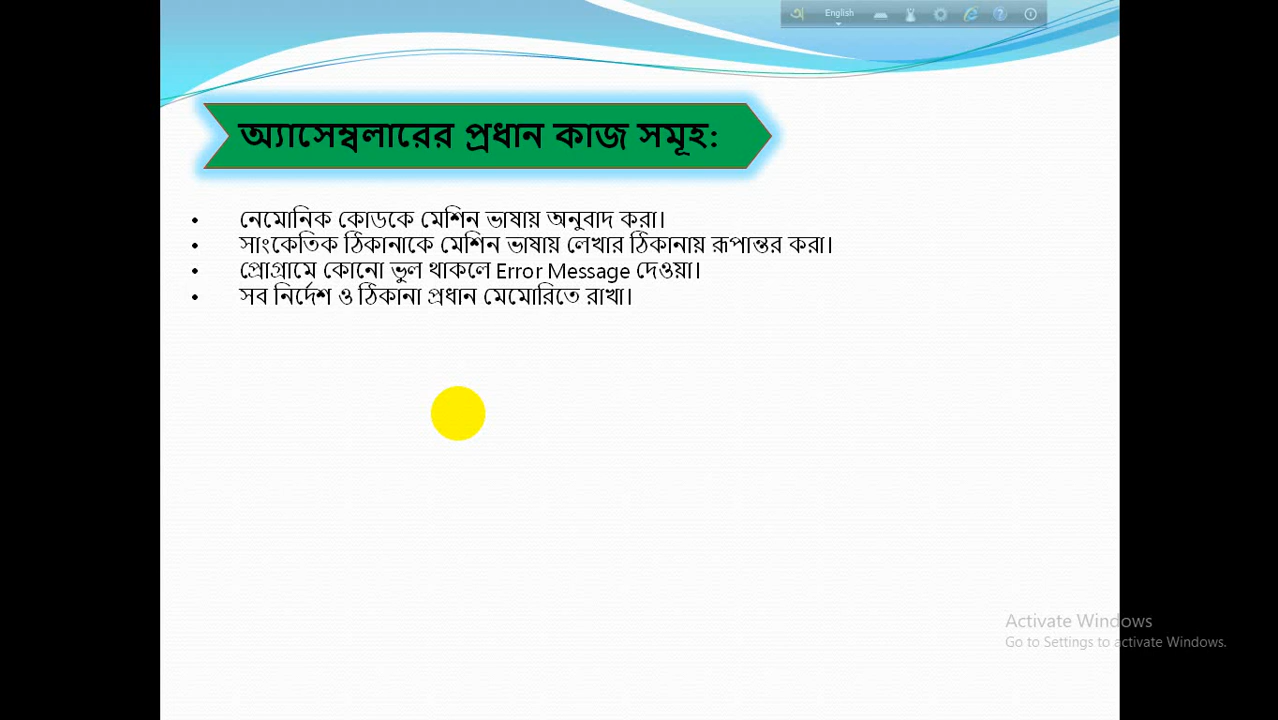 English
অ্যাসেম্বলারের প্রধান কাজ সমূহ:
• নেমোনিক কোডকে মেশিন ভাষায় অনুবাদ করা।
• সাংকেতিক ঠিকানাকে মেশিন ভাষায় লেখার ঠিকানায় রূপান্তর করা।
• প্রোগ্রামে কোনো ভুল থাকলে Error Message দেওয়া।
• সব নির্দেশ ও ঠিকানা প্রধান মেমোরিতে রাখা।
Activate Windows
Go to Settings to activate Windows.